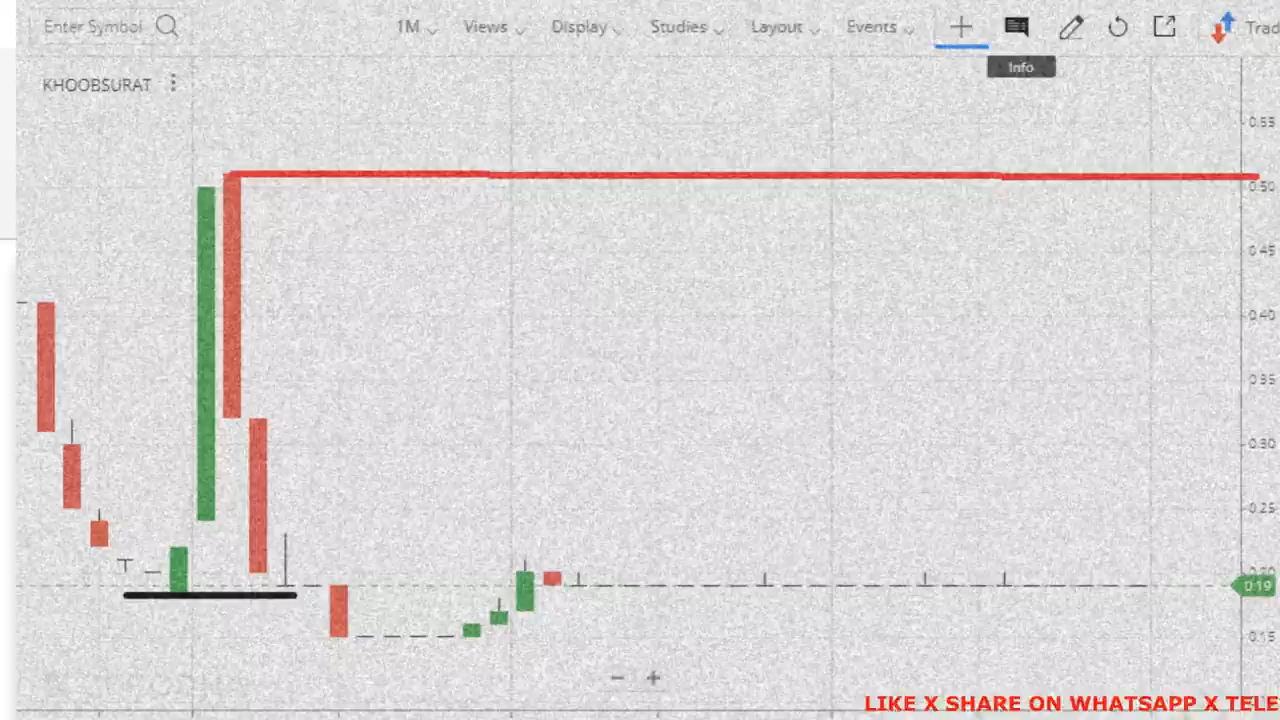 Enter Symbol 1M Views Display Studies Layout Events Trad
Info
KHOOBSURAT
0.55
0.50
0.45
0.40
0.35
0.30
0.25
0.19
0.15
LIKE X SHARE ON WHATSAPP X TELE